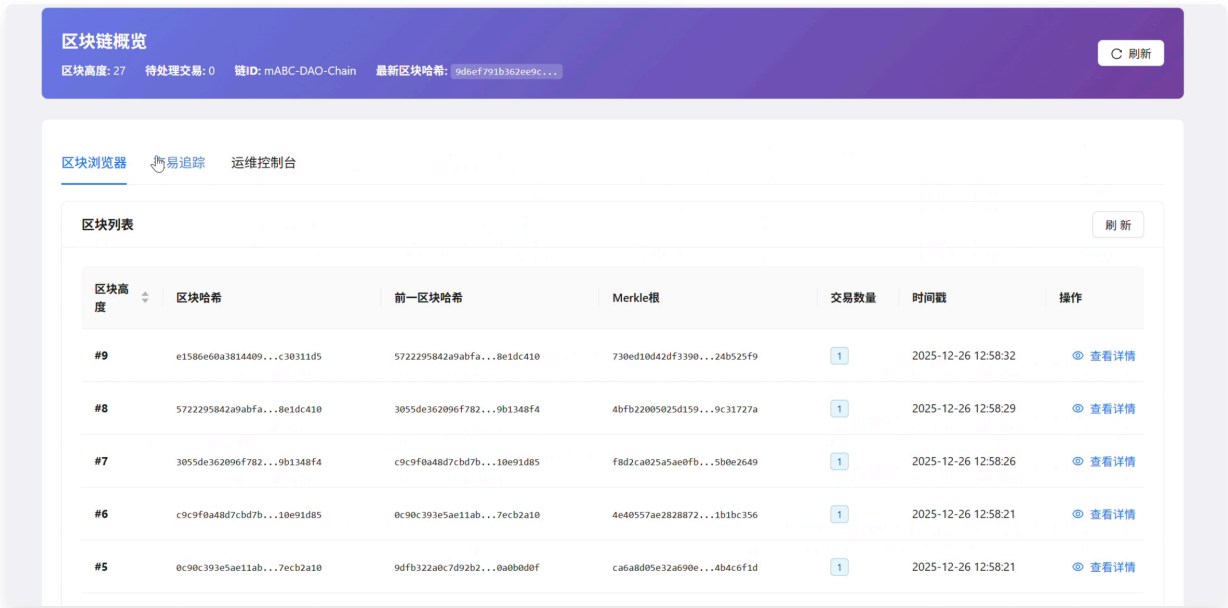 区块链概览
刷新
区块高度: 27 待处理交易: 0 链ID: mABC-DAO-Chain 最新区块哈希: 9d6ef791b362ee9c...
区块浏览器 易追踪 运维控制台
区块列表 刷 新
区块高度 区块哈希 前一区块哈希 Merkle根 交易数量 时间戳 操作
#9 e1586e60a3814409...c30311d5 5722295842a9abfa...8e1dc410 730ed10d42df3390...24b525f9 1 2025-12-26 12:58:32 查看详情
#8 5722295842a9abfa...8e1dc410 3055de362096f782...9b1348f4 4bfb22005025d159...9c31727a 1 2025-12-26 12:58:29 查看详情
#7 3055de362096f782...9b1348f4 c9c9f0a48d7cbd7b...10e91d85 f8d2ca025a5ae0fb...5b0e2649 1 2025-12-26 12:58:26 查看详情
#6 c9c9f0a48d7cbd7b...10e91d85 0c90c393e5ae11ab...7ecb2a10 4e40557ae2828872...1b1bc356 1 2025-12-26 12:58:21 查看详情
#5 0c90c393e5ae11ab...7ecb2a10 9dfb322a0c7d92b2...0a0b0d0f ca6a8d05e32a690e...4b4c6f1d 1 2025-12-26 12:58:21 查看详情